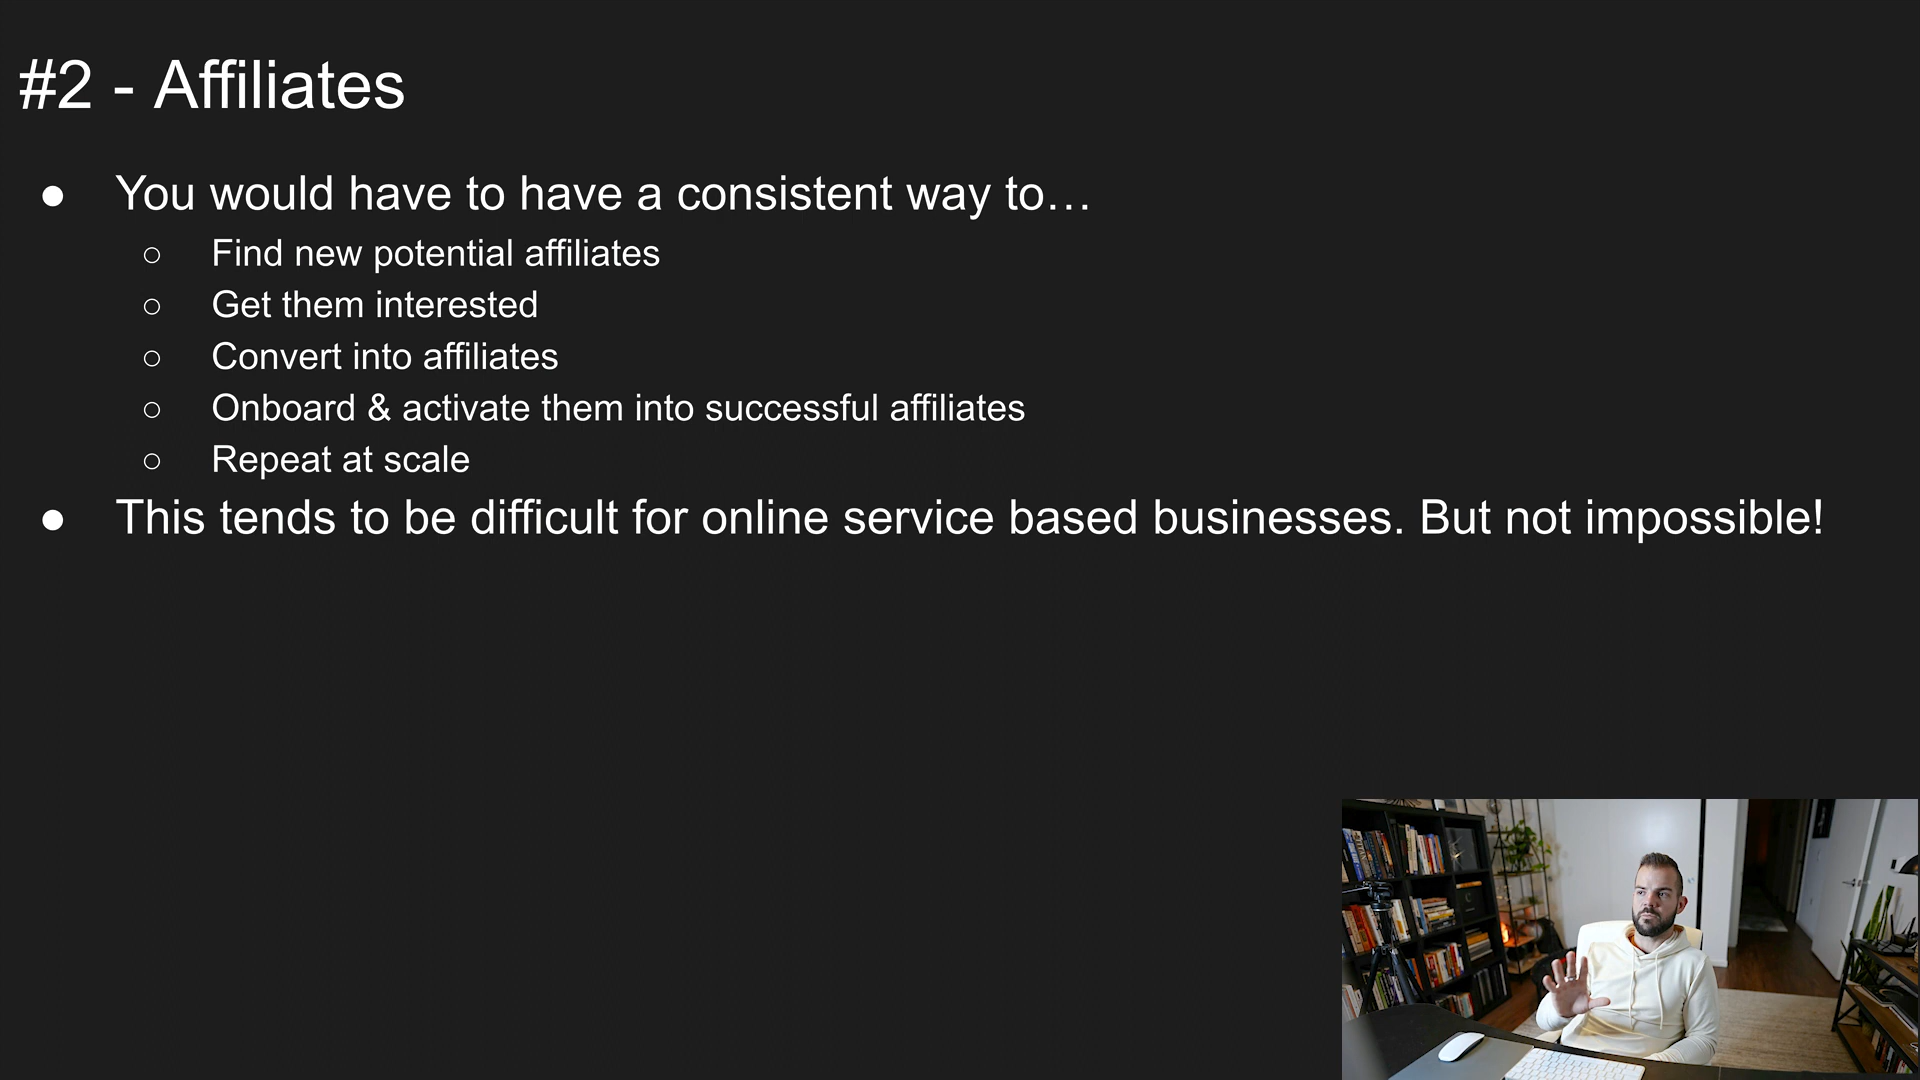 #2 - Affiliates
● You would have to have a consistent way to…
○ Find new potential affiliates
○ Get them interested
○ Convert into affiliates
○ Onboard & activate them into successful affiliates
○ Repeat at scale
● This tends to be difficult for online service based businesses. But not impossible!